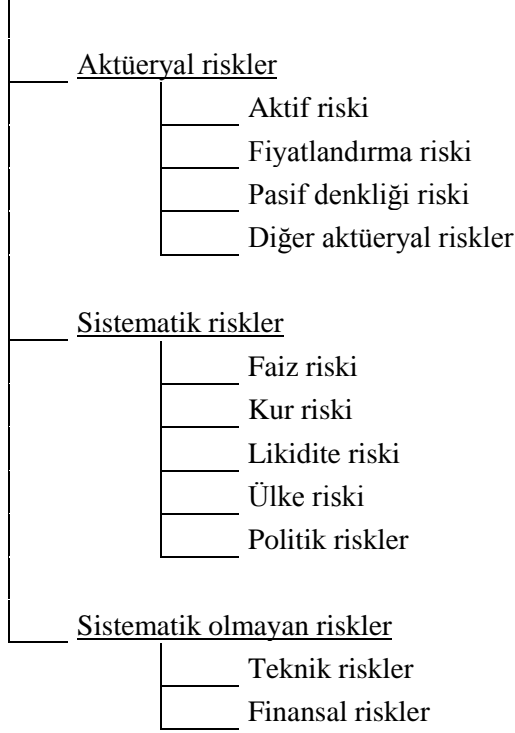 Aktüeryal riskler
Aktif riski
Fiyatlandırma riski
Pasif denkliği riski
Diğer aktüeryal riskler
Sistematik riskler
Faiz riski
Kur riski
Likidite riski
Ülke riski
Politik riskler
Sistematik olmayan riskler
Teknik riskler
Finansal riskler